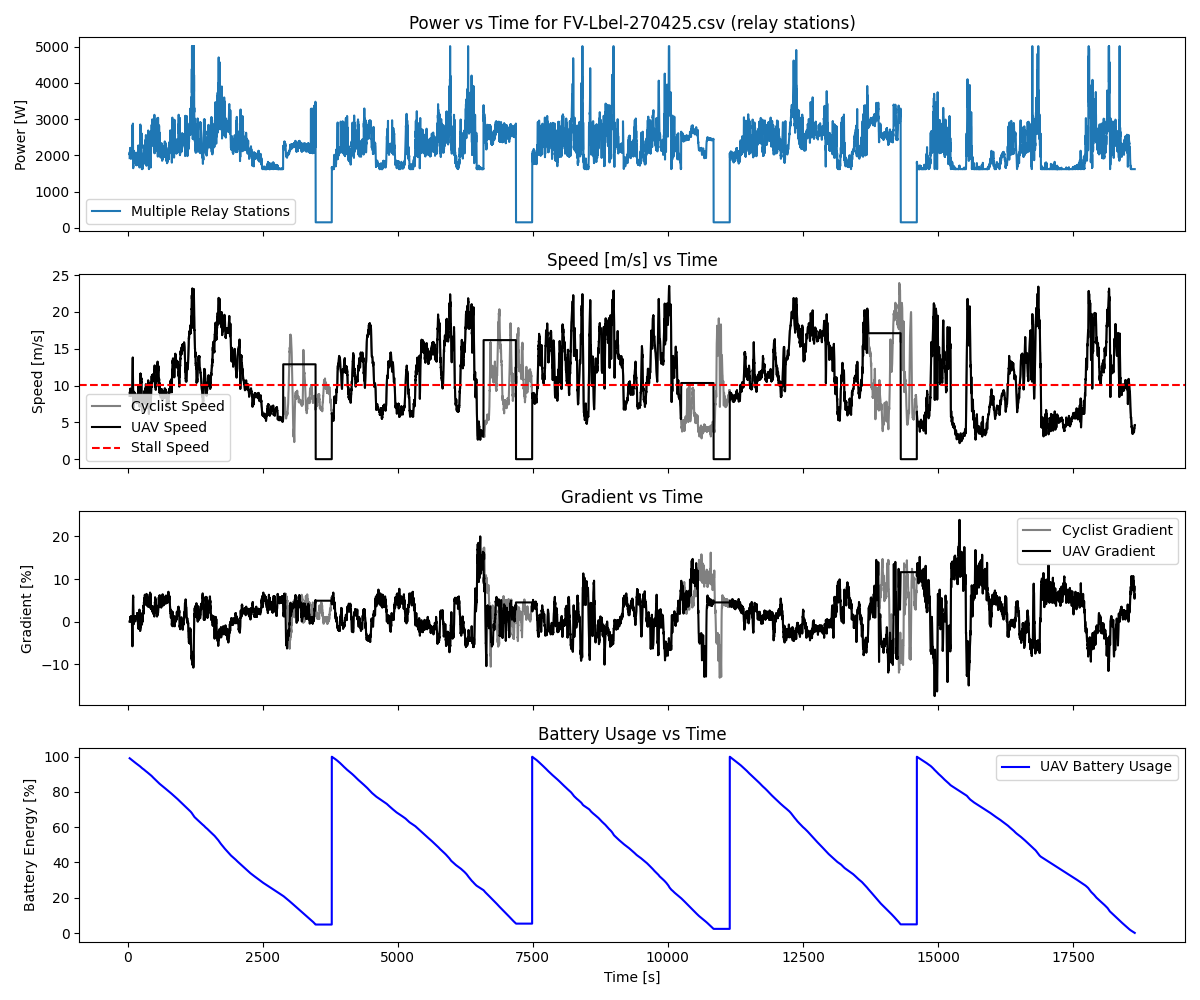 Power vs Time for FV-Lbel-270425.csv (relay stations)
Power [W]
5000
4000
3000
2000
1000
0
Multiple Relay Stations
Speed [m/s] vs Time
Speed [m/s]
25
20
15
10
5
0
Cyclist Speed
UAV Speed
Stall Speed
Gradient vs Time
Gradient [%]
20
10
0
−10
Cyclist Gradient
UAV Gradient
Battery Usage vs Time
Battery Energy [%]
100
80
60
40
20
0
UAV Battery Usage
0 2500 5000 7500 10000 12500 15000 17500
Time [s]